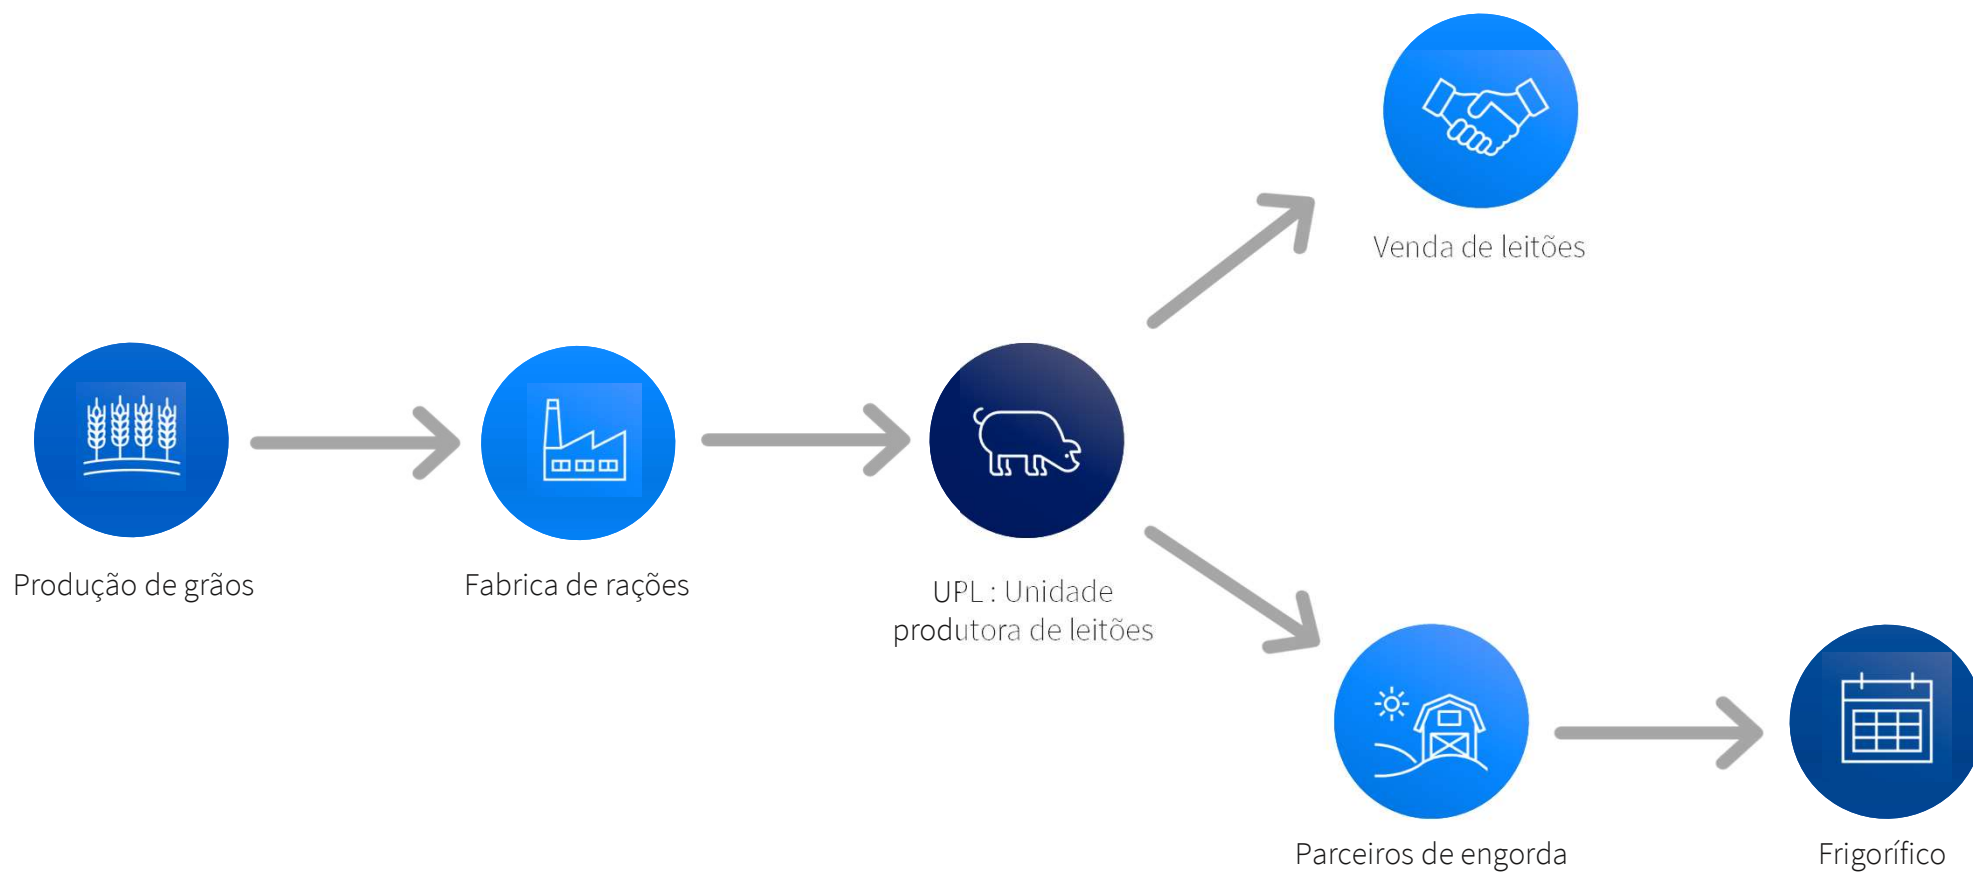 Venda de leitões
Produção de grãos
Fabrica de rações
UPL : Unidade
produtora de leitões
Parceiros de engorda
Frigorífico